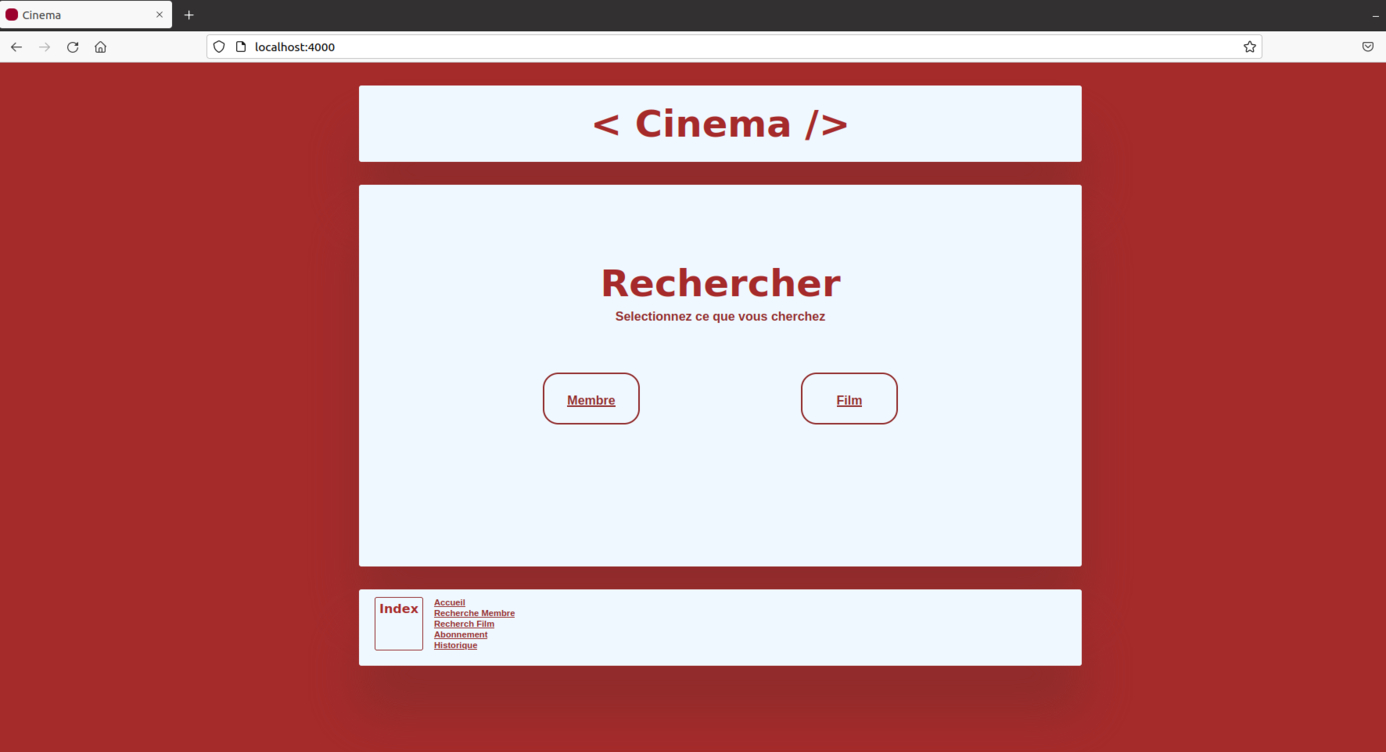 Cinema
localhost:4000
< Cinema />
Rechercher
Selectionnez ce que vous cherchez
Membre
Film
Index
Accueil
Recherche Membre
Recherch Film
Abonnement
Historique